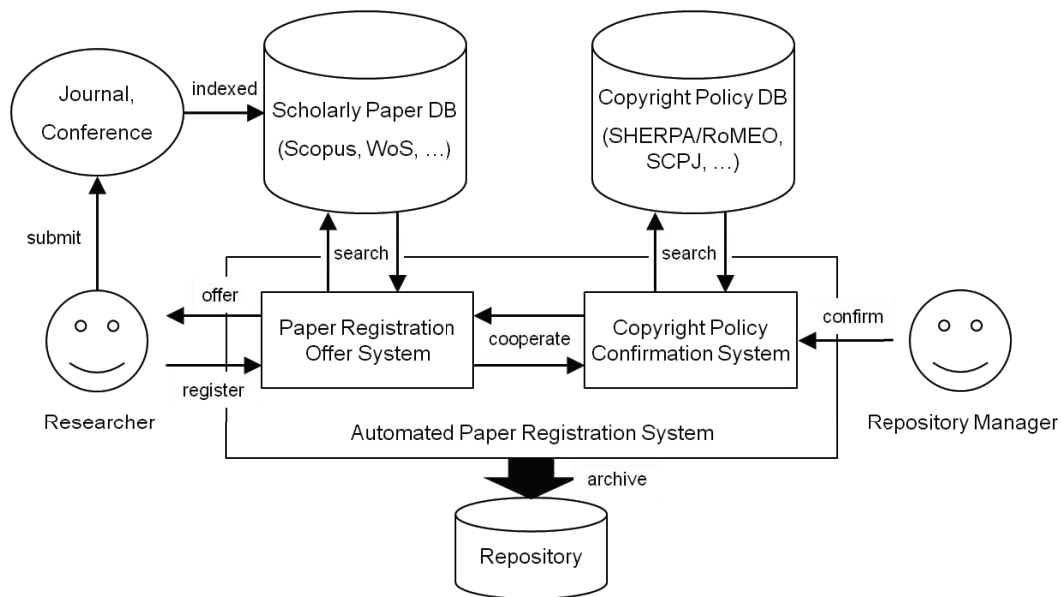 Journal,
Conference
indexed
Scholarly Paper DB
(Scopus, WoS, …)
Copyright Policy DB
(SHERPA/RoMEO,
SCPJ, …)
submit
search
search
offer
Paper Registration
Offer System
cooperate
Copyright Policy
Confirmation System
confirm
register
Researcher
Repository Manager
Automated Paper Registration System
archive
Repository